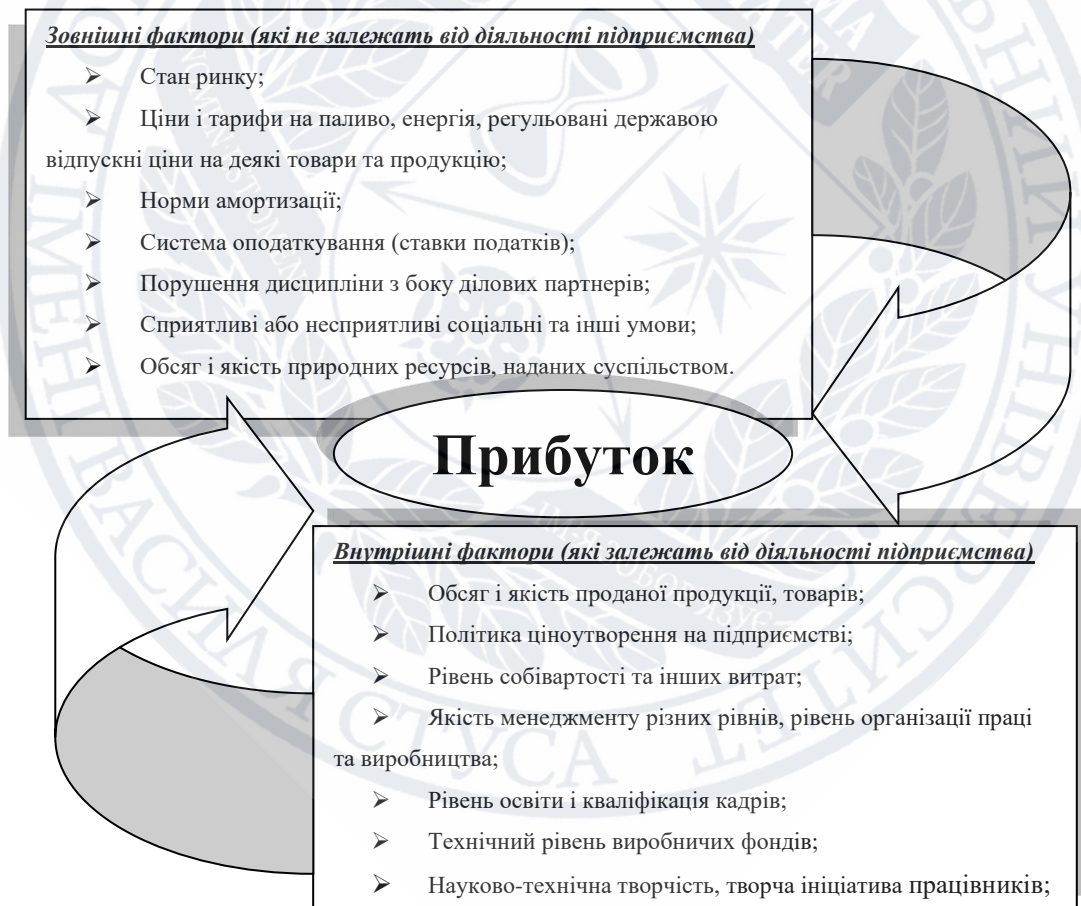 Зовнішні фактори (які не залежать від діяльності підприємства)
➢ Стан ринку;
➢ Ціни і тарифи на паливо, енергія, регульовані державою
відпускні ціни на деякі товари та продукцію;
➢ Норми амортизації;
➢ Система оподаткування (ставки податків);
➢ Порушення дисципліни з боку ділових партнерів;
➢ Сприятливі або несприятливі соціальні та інші умови;
➢ Обсяг і якість природних ресурсів, наданих суспільством.
Прибуток
Внутрішні фактори (які залежать від діяльності підприємства)
➢ Обсяг і якість проданої продукції, товарів;
➢ Політика ціноутворення на підприємстві;
➢ Рівень собівартості та інших витрат;
➢ Якість менеджменту різних рівнів, рівень організації праці
та виробництва;
➢ Рівень освіти і кваліфікація кадрів;
➢ Технічний рівень виробничих фондів;
➢ Науково-технічна творчість, творча ініціатива працівників;
ІМЕНІ ВАСИЛЯ СТУСА